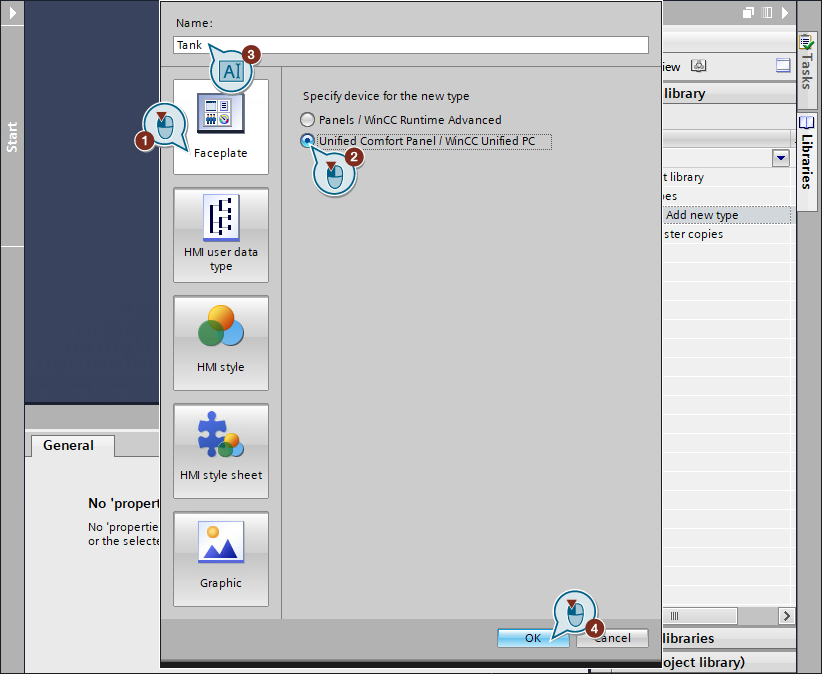 Name:
Tank
3
AI
Start
1
Faceplate
Specify device for the new type
Panels / WinCC Runtime Advanced
Unified Comfort Panel / WinCC Unified PC
2
HMI user data
type
HMI style
HMI style sheet
Graphic
General
No 'propert
No 'propertie
or the selecte
OK
4
Cancel
iew
library
t library
es
Add new type
ster copies
libraries
oject library)
Tasks
Libraries